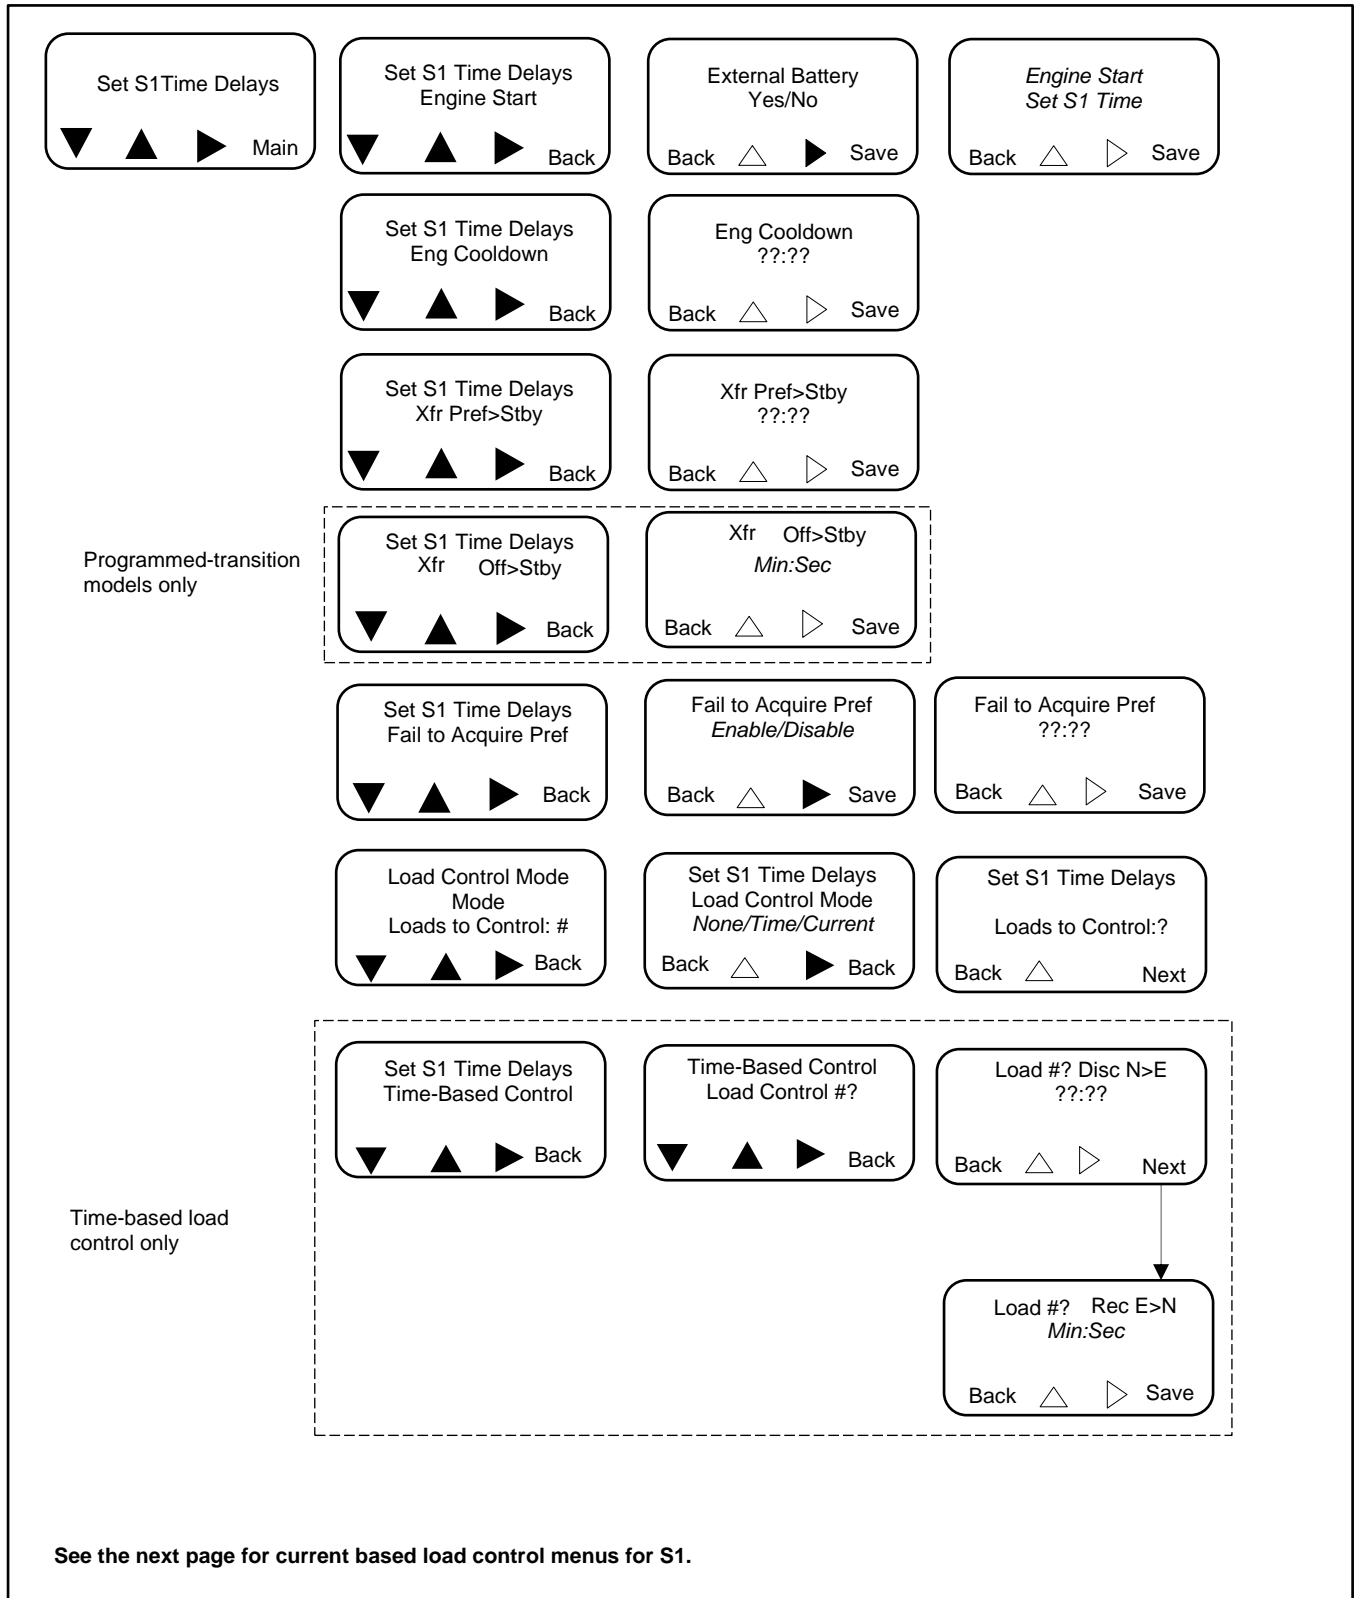 Set S1Time Delays
Main
Set S1 Time Delays
Engine Start
Back
External Battery
Yes/No
Back Save
Engine Start
Set S1 Time
Back Save
Set S1 Time Delays
Eng Cooldown
Back
Eng Cooldown
??:??
Back Save
Set S1 Time Delays
Xfr Pref>Stby
Back
Xfr Pref>Stby
??:??
Back Save
Programmed-transition
models only
Set S1 Time Delays
Xfr Off>Stby
Back
Xfr Off>Stby
Min:Sec
Back Save
Set S1 Time Delays
Fail to Acquire Pref
Back
Fail to Acquire Pref
Enable/Disable
Back Save
Fail to Acquire Pref
??:??
Back Save
Load Control Mode
Mode
Loads to Control: #
Back
Set S1 Time Delays
Load Control Mode
None/Time/Current
Back Back
Set S1 Time Delays
Loads to Control:?
Back Next
Time-based load
control only
Set S1 Time Delays
Time-Based Control
Back
Time-Based Control
Load Control #?
Back
Load #? Disc N>E
??:??
Back Next
Load #? Rec E>N
Min:Sec
Back Save
See the next page for current based load control menus for S1.